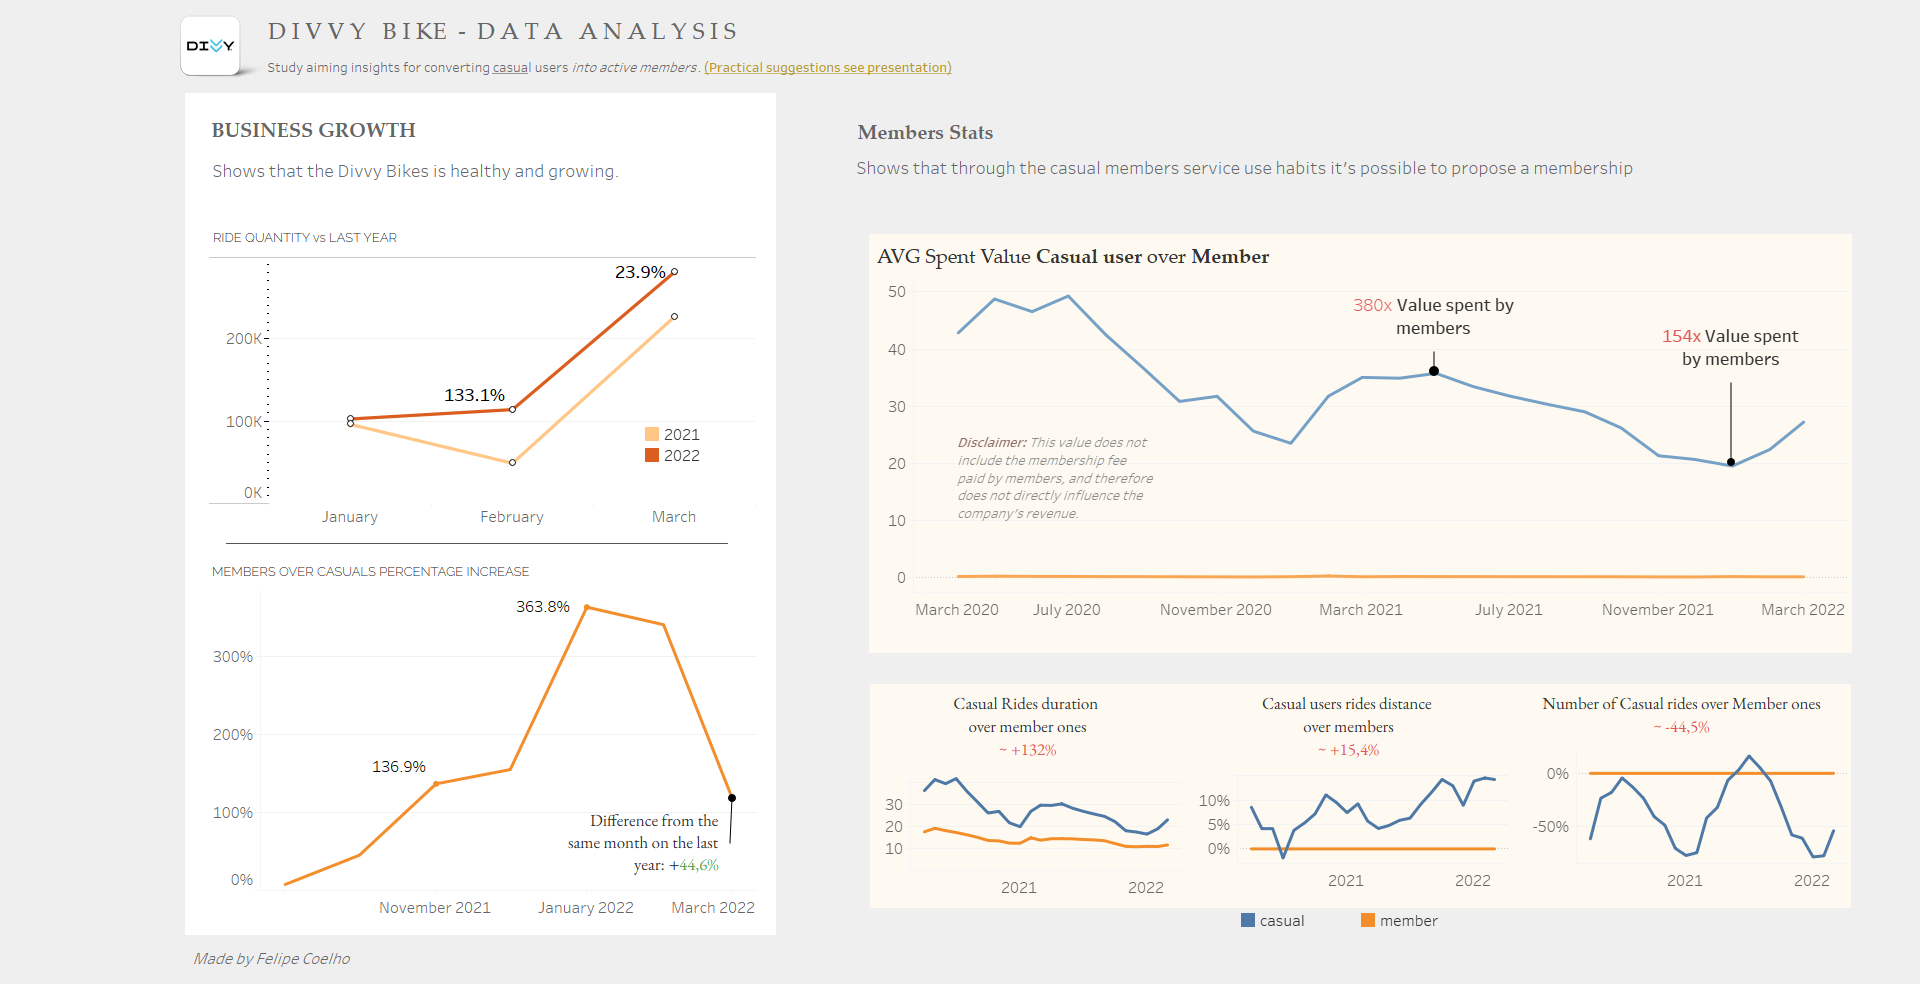 DIVVY
DIVVY BIKE - DATA ANALYSIS
Study aiming insights for converting casual users into active members. (Practical suggestions see presentation)
BUSINESS GROWTH
Shows that the Divvy Bikes is healthy and growing.
RIDE QUANTITY vs LAST YEAR
23.9%
200K
133.1%
100K
2021
2022
0K
January February March
MEMBERS OVER CASUALS PERCENTAGE INCREASE
363.8%
300%
200%
136.9%
100%
Difference from the
same month on the last
year: +44,6%
0%
November 2021 January 2022 March 2022
Made by Felipe Coelho
Members Stats
Shows that through the casual members service use habits it's possible to propose a membership
AVG Spent Value Casual user over Member
50
380x Value spent by
members
154x Value spent
by members
40
30
Disclaimer: This value does not
include the membership fee
paid by members, and therefore
does not directly influence the
company's revenue.
20
10
0
March 2020 July 2020 November 2020 March 2021 July 2021 November 2021 March 2022
Casual Rides duration
over member ones
~ +132%
30
20
10
2021 2022
Casual users rides distance
over members
~ +15,4%
10%
5%
0%
2021 2022
Number of Casual rides over Member ones
~ -44,5%
0%
-50%
2021 2022
casual member